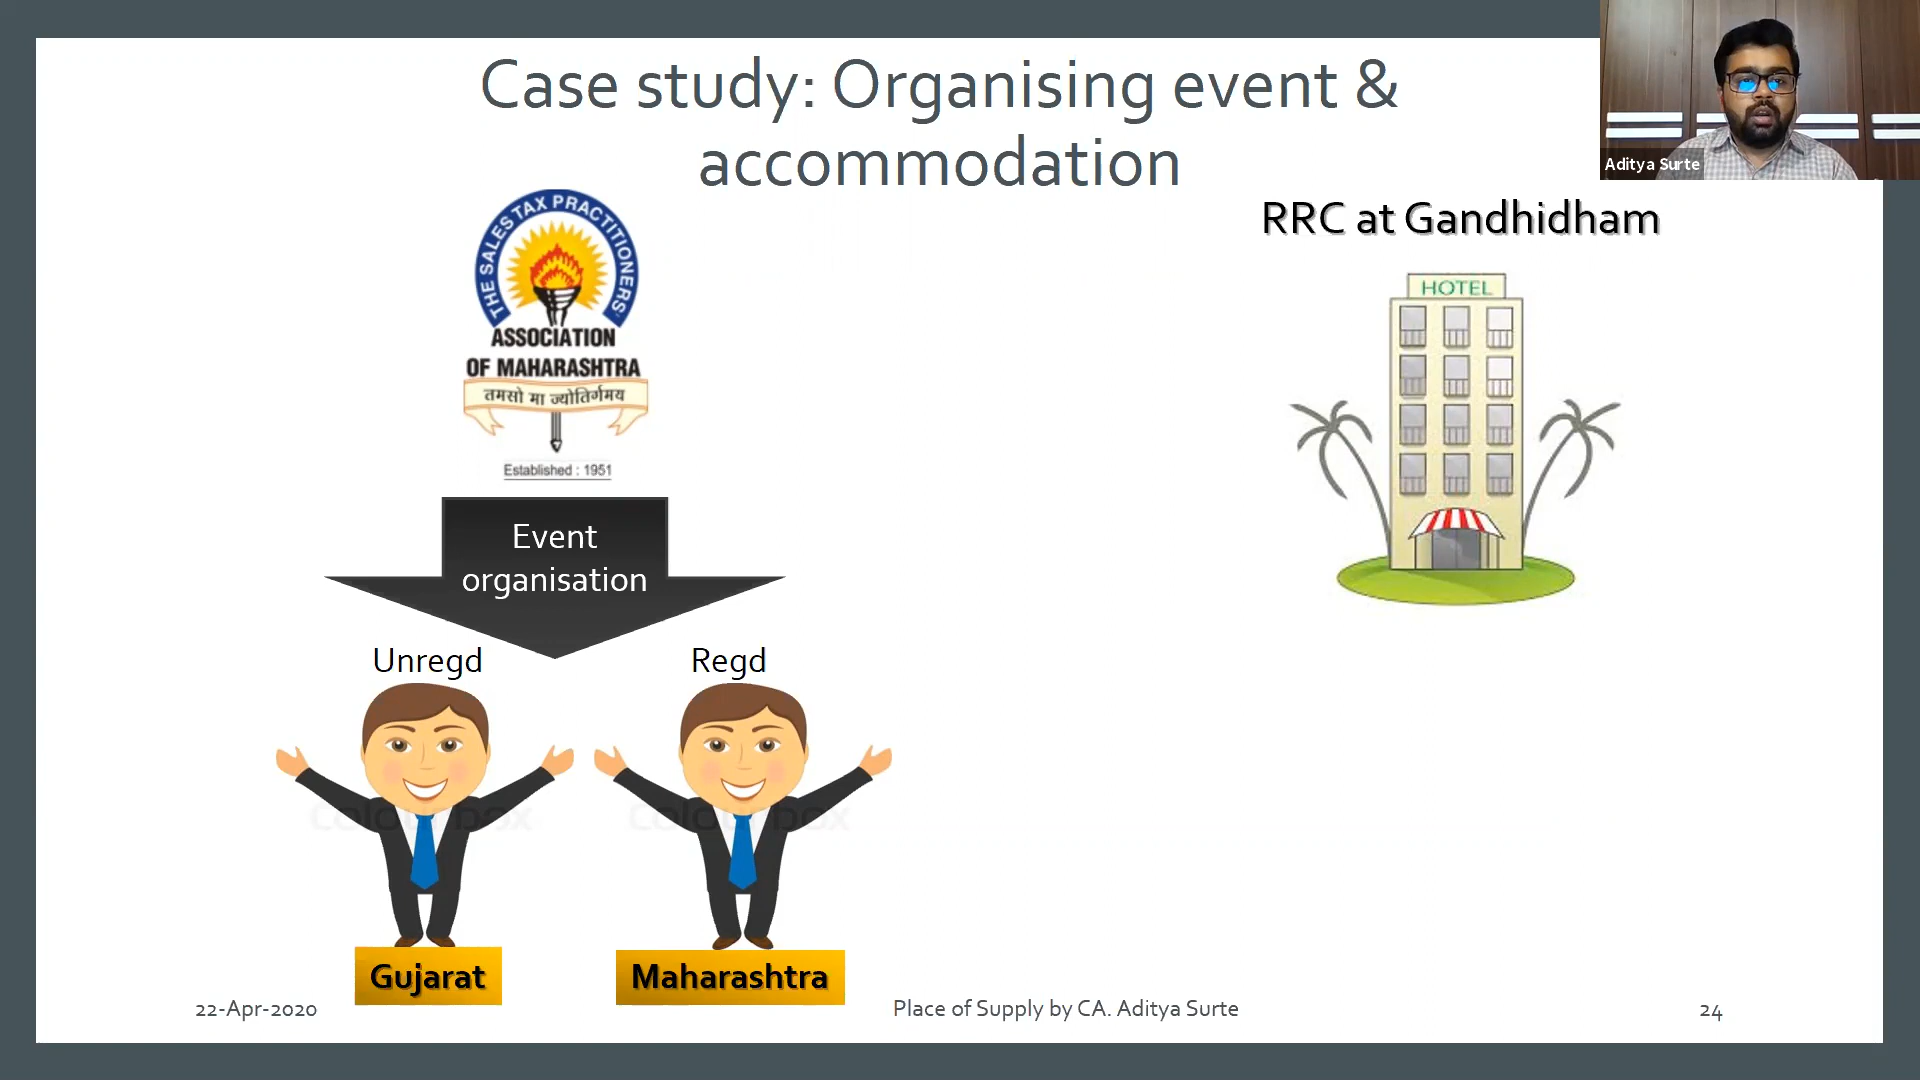 Case study: Organising event &
accommodation
Aditya Surte
THE SALES TAX PRACTITIONERS'
ASSOCIATION
OF MAHARASHTRA
तमसो मा ज्योतिर्गमय
Established : 1951
RRC at Gandhidham
HOTEL
Event
organisation
Unregd
Regd
colourbox
colourbox
Gujarat
Maharashtra
22-Apr-2020
Place of Supply by CA. Aditya Surte
24